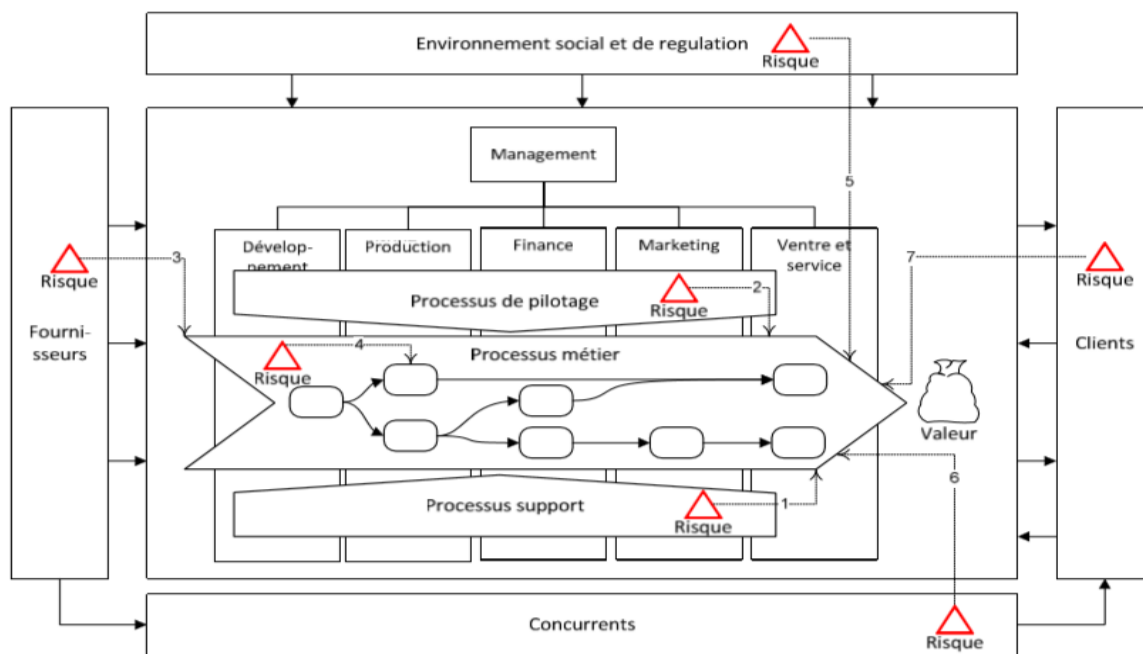 Environnement social et de regulation
Risque
Management
5
Dévelop-
pement
Production
Finance
Marketing
Ventre et
service
Risque
3
7
Risque
Processus de pilotage
2
Risque
Fourni-
sseurs
4
Processus métier
Clients
Risque
Valeur
6
Processus support
1
Risque
Concurrents
Risque